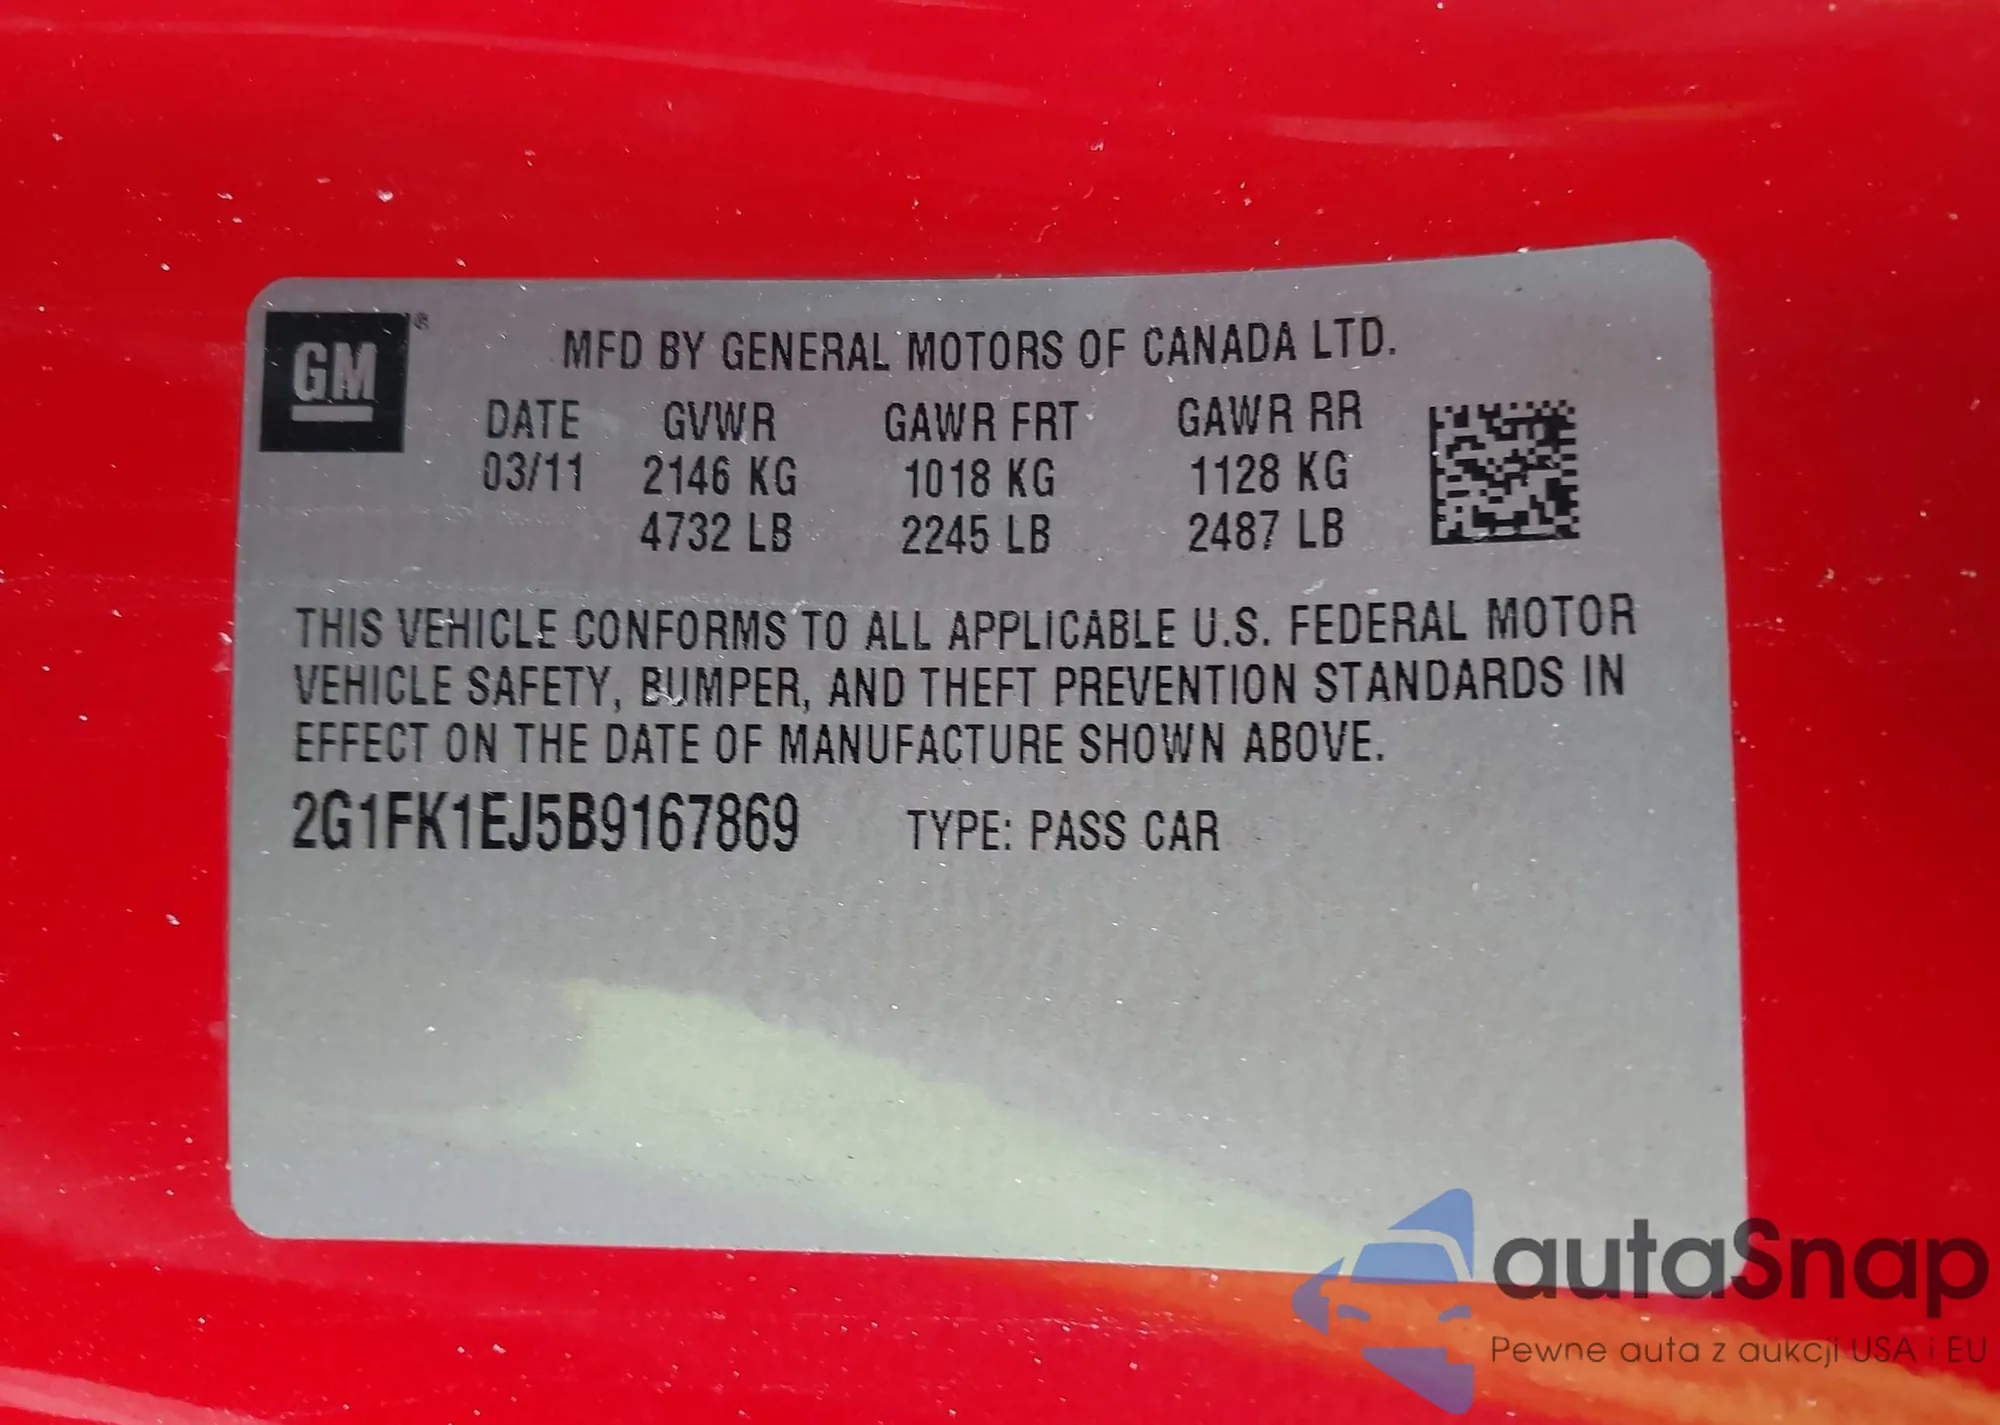 GM®
MFD BY GENERAL MOTORS OF CANADA LTD.
DATE GVWR GAWR FRT GAWR RR
03/11 2146 KG 1018 KG 1128 KG
4732 LB 2245 LB 2487 LB
THIS VEHICLE CONFORMS TO ALL APPLICABLE U.S. FEDERAL MOTOR
VEHICLE SAFETY, BUMPER, AND THEFT PREVENTION STANDARDS IN
EFFECT ON THE DATE OF MANUFACTURE SHOWN ABOVE.
2G1FK1EJ5B9167869 TYPE: PASS CAR
autaSnap
Pewne auta z aukcji USA i EU